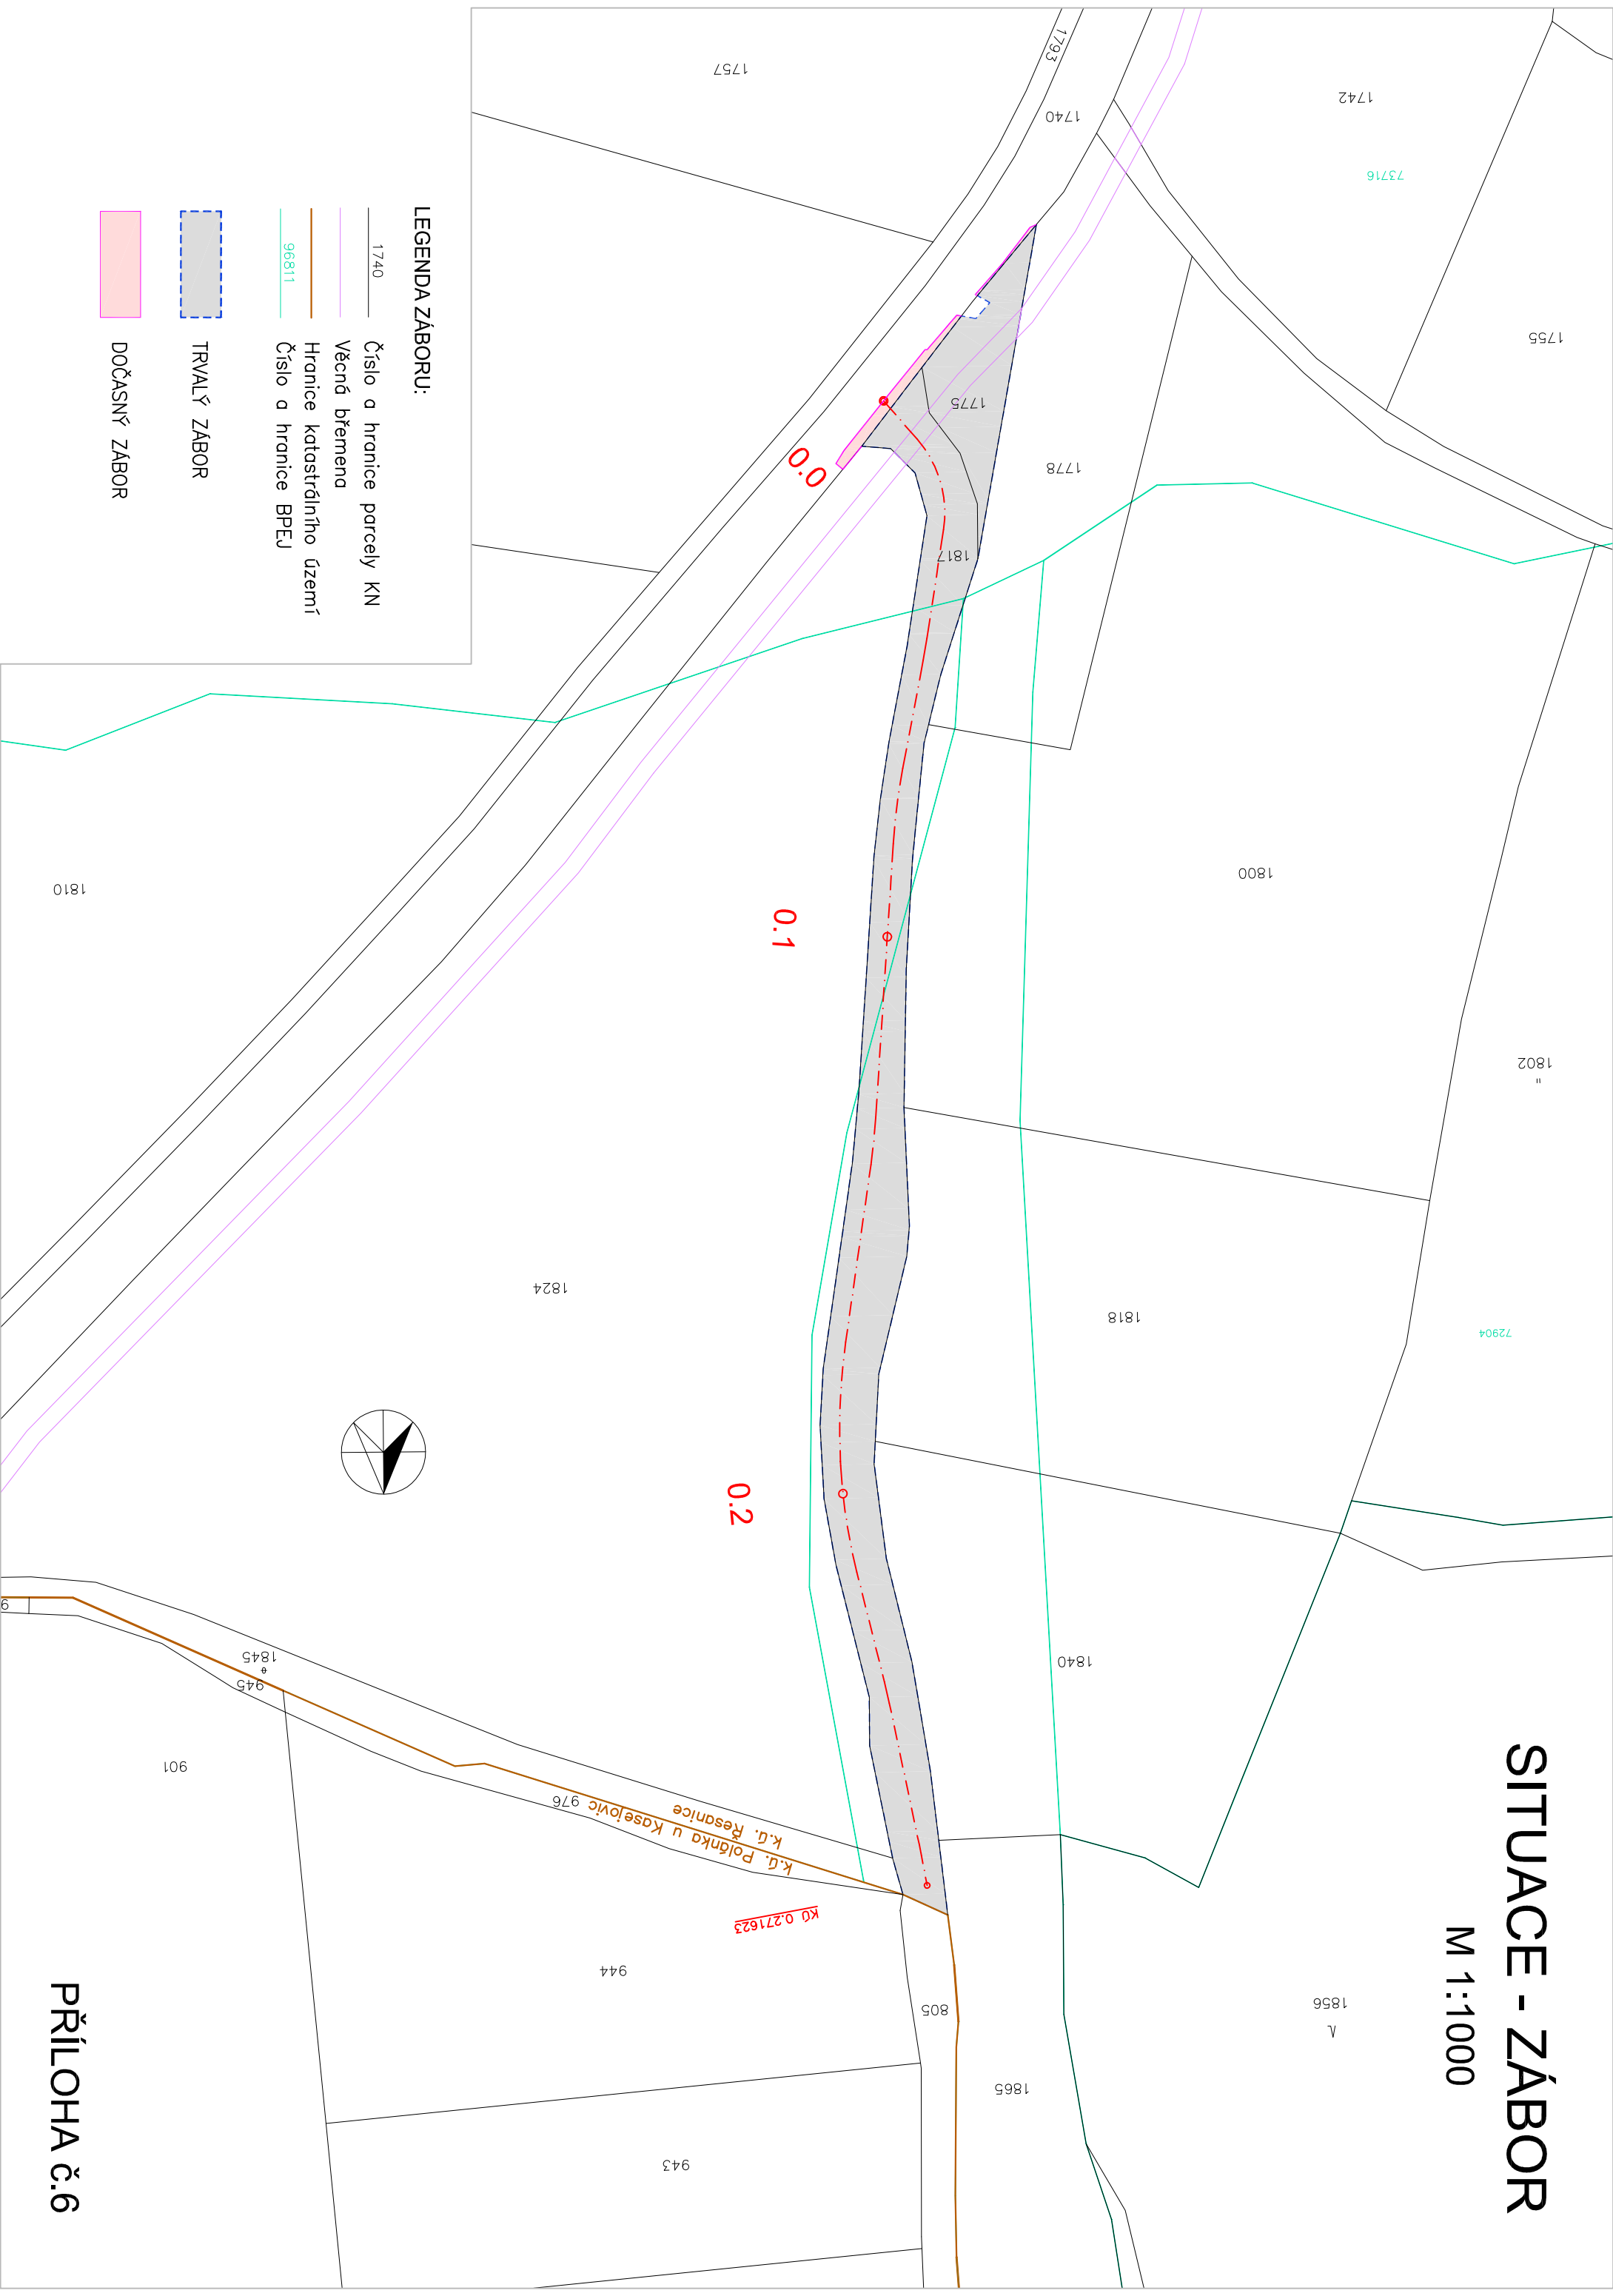 SITUACE - ZÁBOR
M 1:1000
LEGENDA ZÁBORU:
1740
Číslo a hranice parcely KN
Věcná břemena
Hranice katastrálního území
96811
Číslo a hranice BPEJ
TRVALÝ ZÁBOR
DOČASNÝ ZÁBOR
1757
1793
1740
1742
73716
1755
1775
1778
1817
0.0
1800
1802
1810
0.1
1824
1818
72904
0.2
1840
9
1845
945
901
976
k.ú. Řesanice
k.ú. Polánka u Kasejovic
KÚ 0.271623
944
805
1856
1865
943
PŘÍLOHA č.6